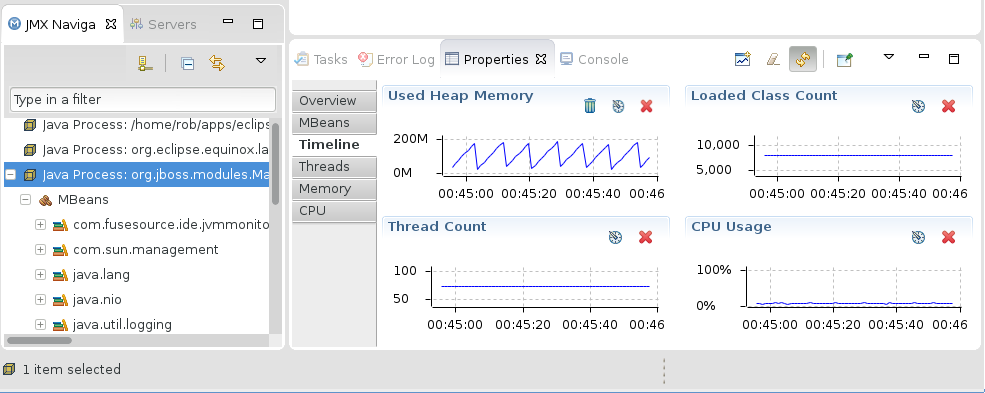 JMX Naviga
Servers
Type in a filter
Java Process: /home/rob/apps/eclips
Java Process: org.eclipse.equinox.la
Java Process: org.jboss.modules.Ma
MBeans
com.fusesource.ide.jvmmonito
com.sun.management
java.lang
java.nio
java.util.logging
Tasks
Error Log
Properties
Console
Overview
MBeans
Timeline
Threads
Memory
CPU
Used Heap Memory
200M
0M
00:45:00 00:45:20 00:45:40 00:46
Loaded Class Count
10,000
5,000
00:45:00 00:45:20 00:45:40 00:46
Thread Count
100
50
00:45:00 00:45:20 00:45:40 00:46
CPU Usage
100%
0%
00:45:00 00:45:20 00:45:40 00:46
1 item selected